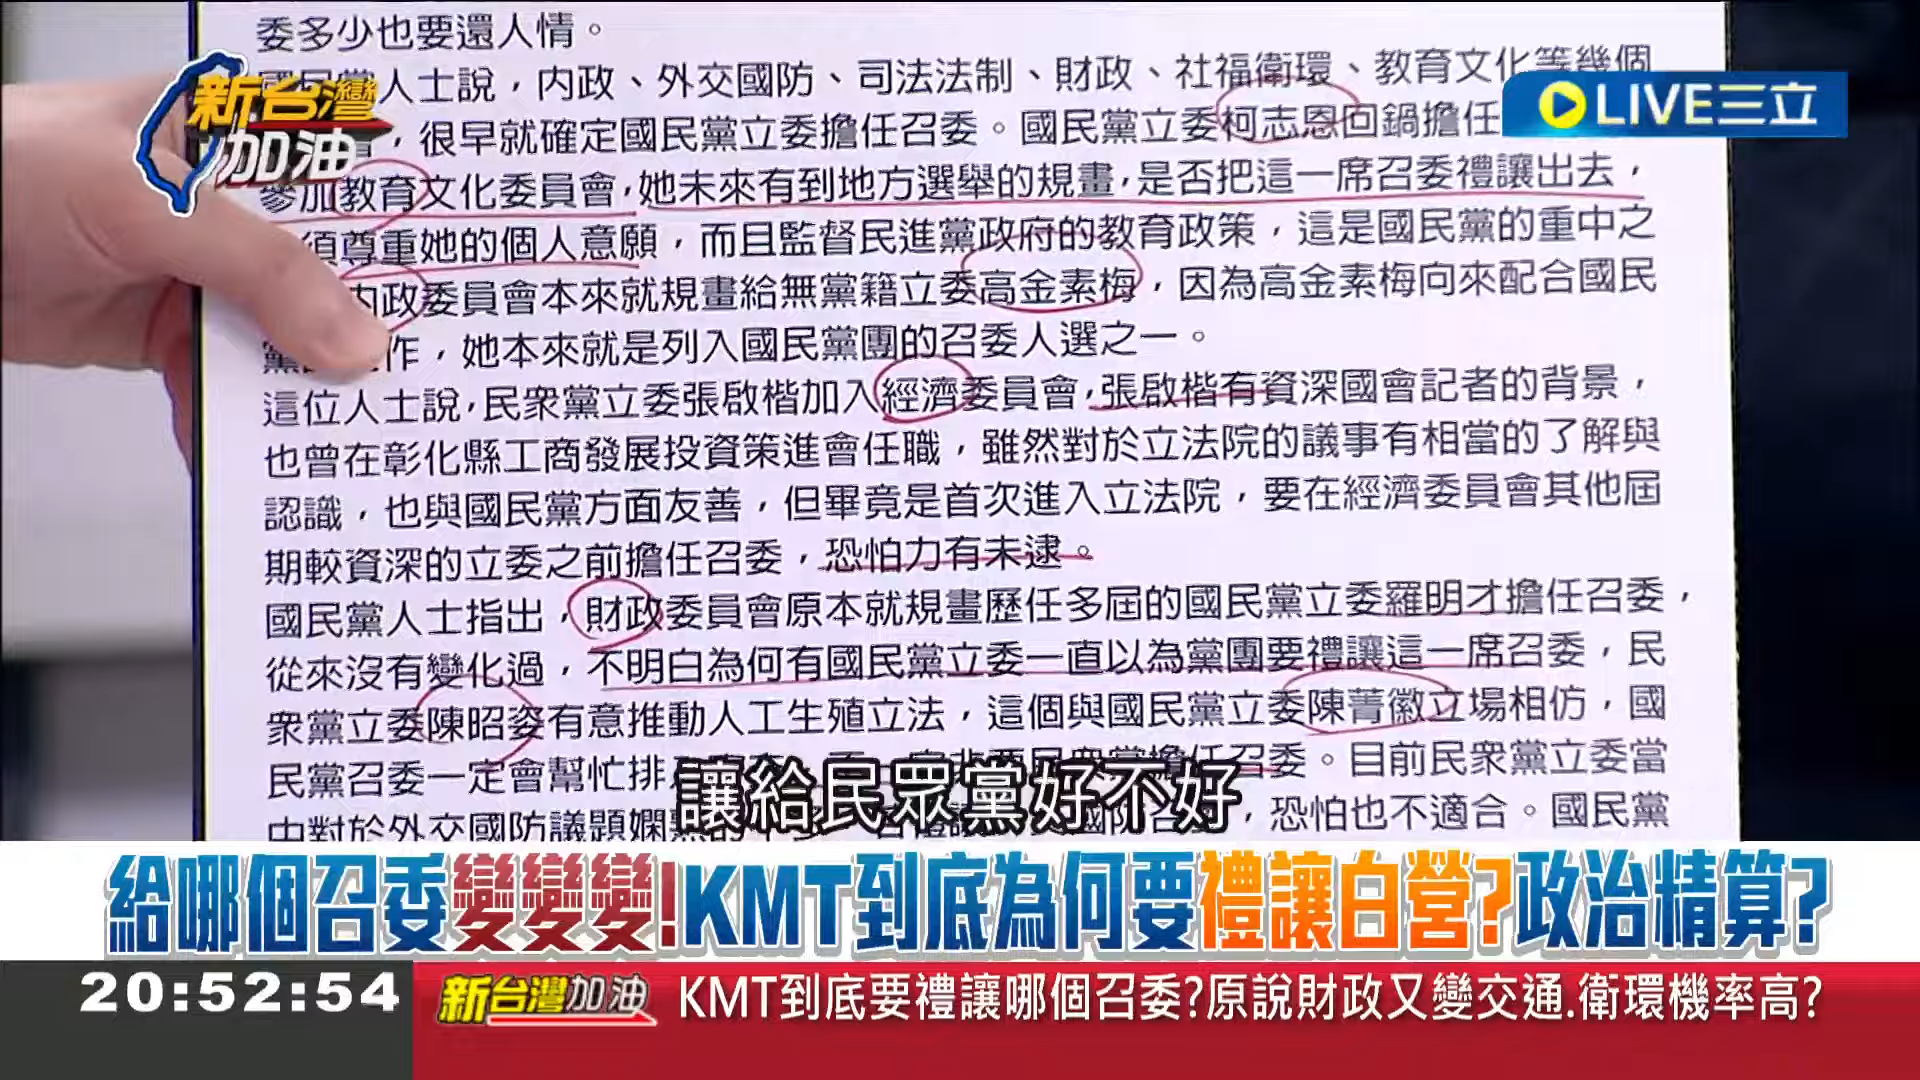 委多少也要還人情。
國民黨人士說，內政、外交國防、司法法制、財政、社福衛環、教育文化等幾個
，很早就確定國民黨立委擔任召委。國民黨立委柯志恩回鍋擔任
參加教育文化委員會，她未來有到地方選舉的規畫，是否把這一席召委禮讓出去，
須尊重她的個人意願，而且監督民進黨政府的教育政策，這是國民黨的重中之
內政委員會本來就規畫給無黨籍立委高金素梅，因為高金素梅向來配合國民
黨 作，她本來就是列入國民黨團的召委人選之一。
這位人士說，民眾黨立委張啟楷加入經濟委員會，張啟楷有資深國會記者的背景，
也曾在彰化縣工商發展投資策進會任職，雖然對於立法院的議事有相當的了解與
認識，也與國民黨方面友善，但畢竟是首次進入立法院，要在經濟委員會其他屆
期較資深的立委之前擔任召委，恐怕力有未逮。
國民黨人士指出，財政委員會原本就規畫歷任多屆的國民黨立委羅明才擔任召委，
從來沒有變化過，不明白為何有國民黨立委一直以為黨團要禮讓這一席召委，民
眾黨立委陳昭姿有意推動人工生殖立法，這個與國民黨立委陳菁徽立場相仿，國
民黨召委一定會幫忙排 民眾黨擔任召委。目前民眾黨立委當
中對於外交國防議題嫻 ，恐怕也不適合。國民黨
新台灣加油
LIVE三立
讓給民眾黨好不好
給哪個召委變變變!KMT到底為何要禮讓白營?政治精算?
20:52:54
新台灣加油
KMT到底要禮讓哪個召委?原說財政又變交通.衛環機率高?